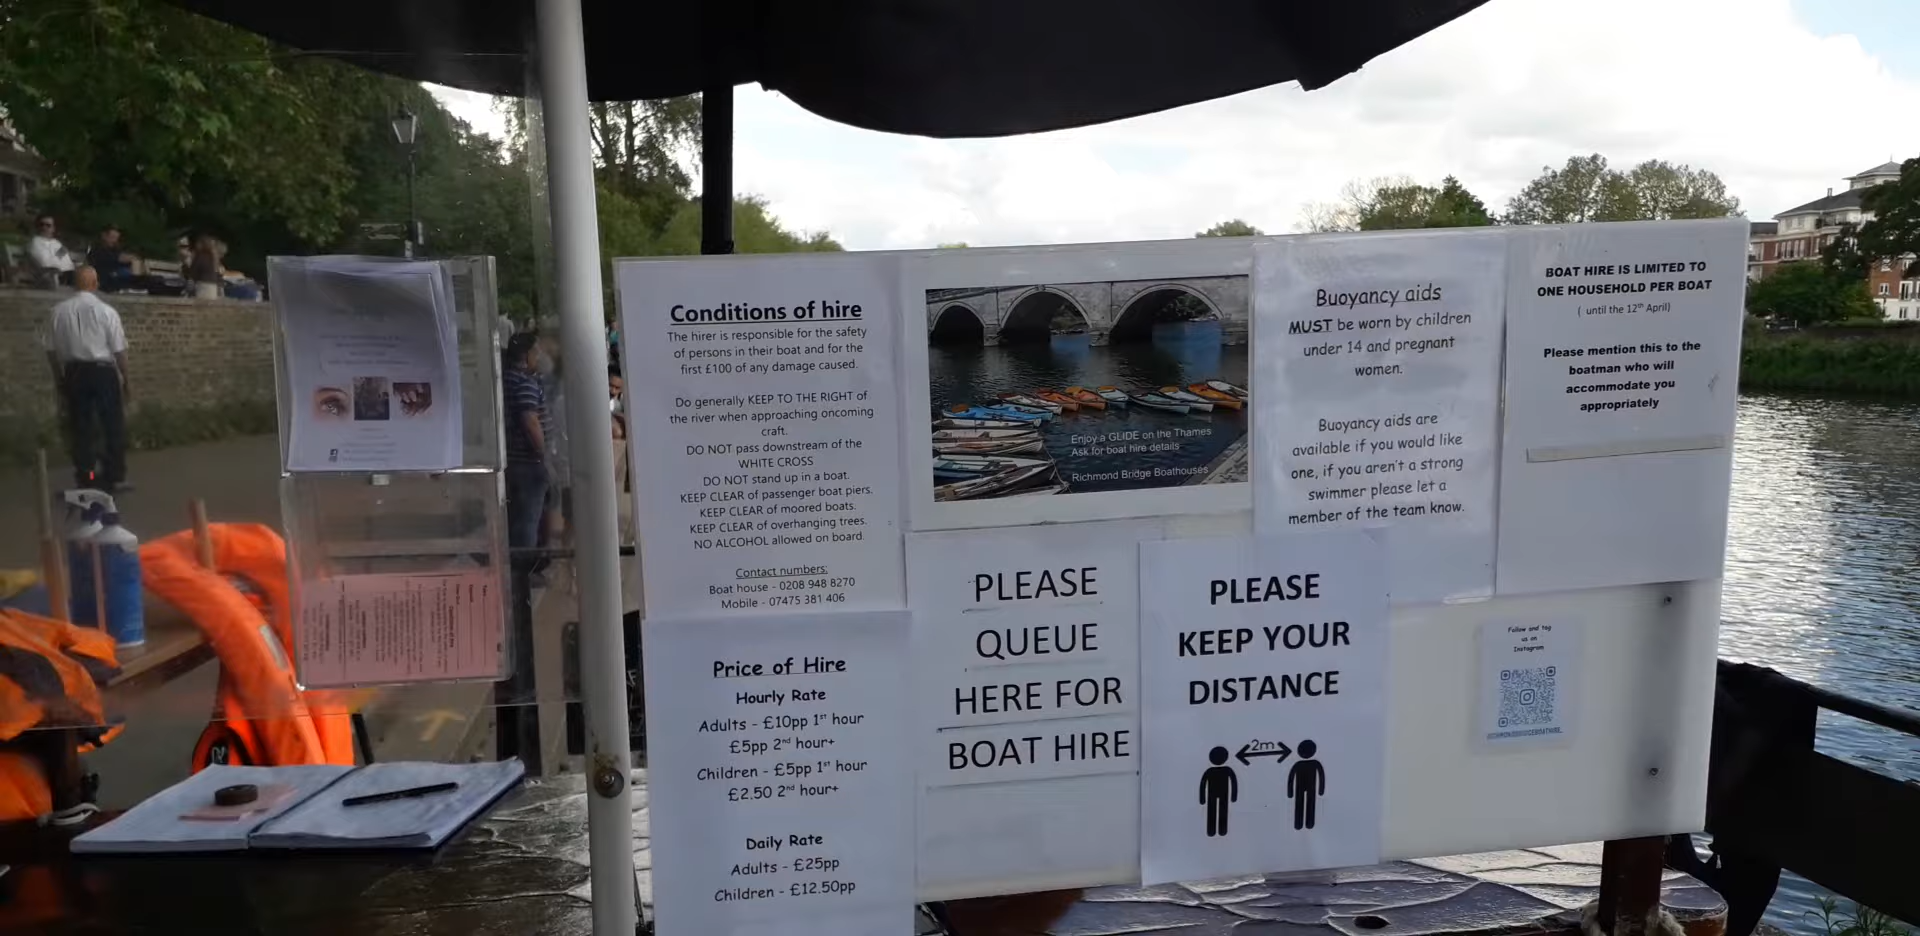 Conditions of hire
The hirer is responsible for the safety
of persons in their boat and for the
first £100 of any damage caused.
Do generally KEEP TO THE RIGHT of
the river when approaching oncoming
craft.
DO NOT pass downstream of the
WHITE CROSS
DO NOT stand up in a boat.
KEEP CLEAR of passenger boat piers.
KEEP CLEAR of moored boats.
KEEP CLEAR of overhanging trees.
NO ALCOHOL allowed on board.
Contact numbers:
Boat house - 0208 948 8270
Mobile - 07475 381 406
Price of Hire
Hourly Rate
Adults - £10pp 1st hour
£5pp 2nd hour+
Children - £5pp 1st hour
£2.50 2nd hour+
Daily Rate
Adults - £25pp
Children - £12.50pp
Enjoy a GLIDE on the Thames
Ask for boat hire details
Richmond Bridge Boathouses
PLEASE
QUEUE
HERE FOR
BOAT HIRE
Buoyancy aids
MUST be worn by children
under 14 and pregnant
women.
Buoyancy aids are
available if you would like
one, if you aren't a strong
swimmer please let a
member of the team know.
PLEASE
KEEP YOUR
DISTANCE
2m
BOAT HIRE IS LIMITED TO
ONE HOUSEHOLD PER BOAT
( until the 12th April)
Please mention this to the
boatman who will
accommodate you
appropriately
Follow and tag
us on
Instagram